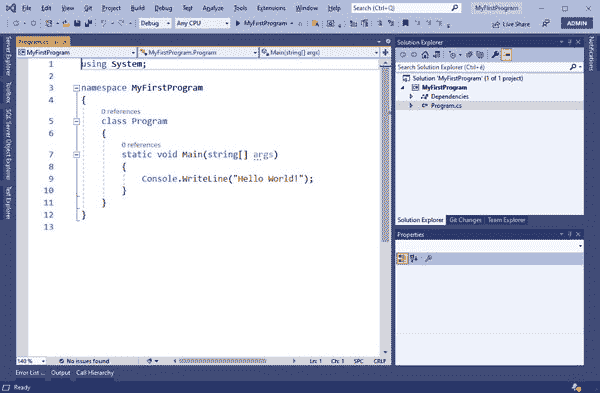 File Edit View Git Project Build Debug Test Analyze Tools Extensions Window Help Search (Ctrl+Q) MyFirstProgram
Debug Any CPU MyFirstProgram Live Share ADMIN
Server Explorer
Toolbox
SQL Server Object Explorer
Test Explorer
Program.cs
MyFirstProgram MyFirstProgram.Program Main(string[] args)
1 using System;
2
3 namespace MyFirstProgram
4 {
0 references
5 class Program
6 {
0 references
7 static void Main(string[] args)
8 {
9 Console.WriteLine("Hello World!");
10 }
11 }
12 }
13
140 % No issues found Ln: 1 Ch: 1 SPC CRLF
Solution Explorer
Search Solution Explorer (Ctrl+é)
Solution 'MyFirstProgram' (1 of 1 project)
MyFirstProgram
Dependencies
Program.cs
Solution Explorer Git Changes Team Explorer
Properties
Notifications
Error List ... Output Call Hierarchy
Ready